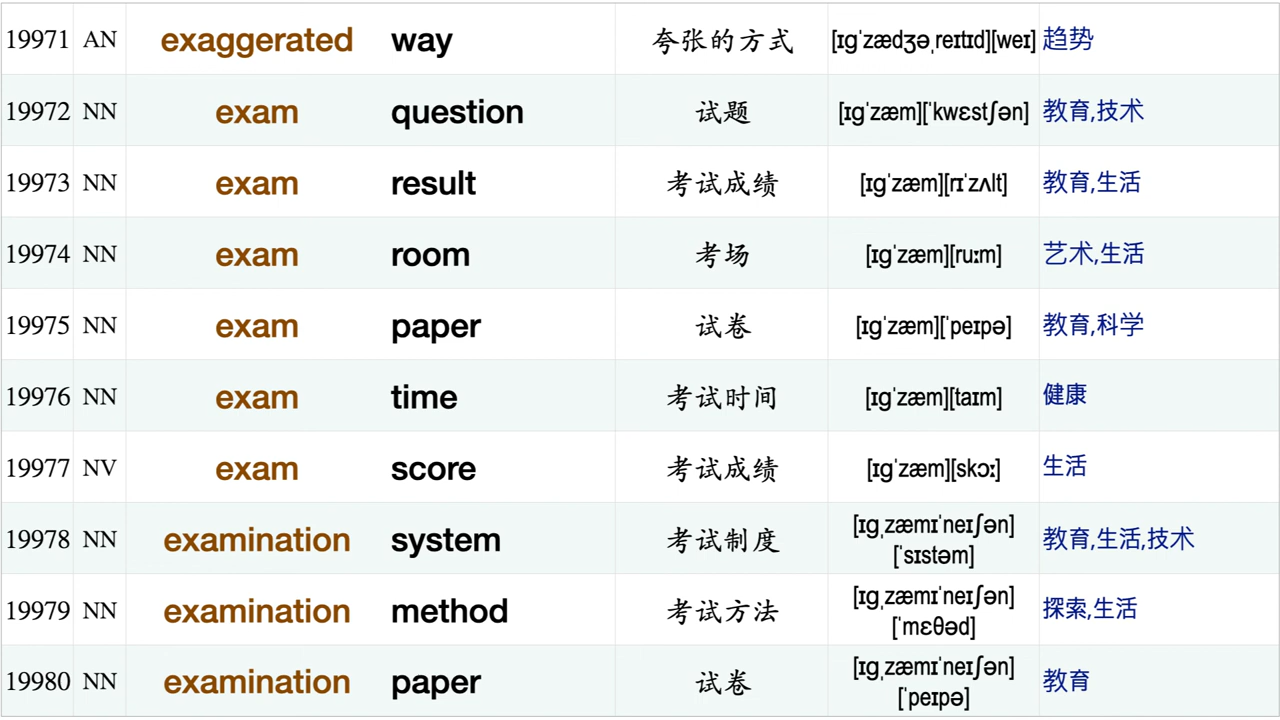 19971 AN exaggerated way 夸张的方式 [ɪɡˈzædʒəˌreɪtɪd][weɪ] 趋势
19972 NN exam question 试题 [ɪɡˈzæm][ˈkwɛstʃən] 教育,技术
19973 NN exam result 考试成绩 [ɪɡˈzæm][rɪˈzʌlt] 教育,生活
19974 NN exam room 考场 [ɪɡˈzæm][ruːm] 艺术,生活
19975 NN exam paper 试卷 [ɪɡˈzæm][ˈpeɪpə] 教育,科学
19976 NN exam time 考试时间 [ɪɡˈzæm][taɪm] 健康
19977 NV exam score 考试成绩 [ɪɡˈzæm][skɔː] 生活
19978 NN examination system 考试制度 [ɪɡˌzæmɪˈneɪʃən] 教育,生活,技术
[ˈsɪstəm]
19979 NN examination method 考试方法 [ɪɡˌzæmɪˈneɪʃən] 探索,生活
[ˈmɛθəd]
19980 NN examination paper 试卷 [ɪɡˌzæmɪˈneɪʃən] 教育
[ˈpeɪpə]